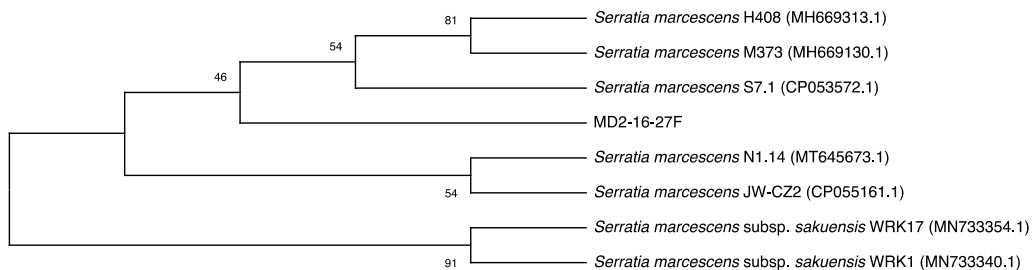 81
Serratia marcescens H408 (MH669313.1)
54
Serratia marcescens M373 (MH669130.1)
46
Serratia marcescens S7.1 (CP053572.1)
MD2-16-27F
Serratia marcescens N1.14 (MT645673.1)
54
Serratia marcescens JW-CZ2 (CP055161.1)
Serratia marcescens subsp. sakuensis WRK17 (MN733354.1)
91
Serratia marcescens subsp. sakuensis WRK1 (MN733340.1)